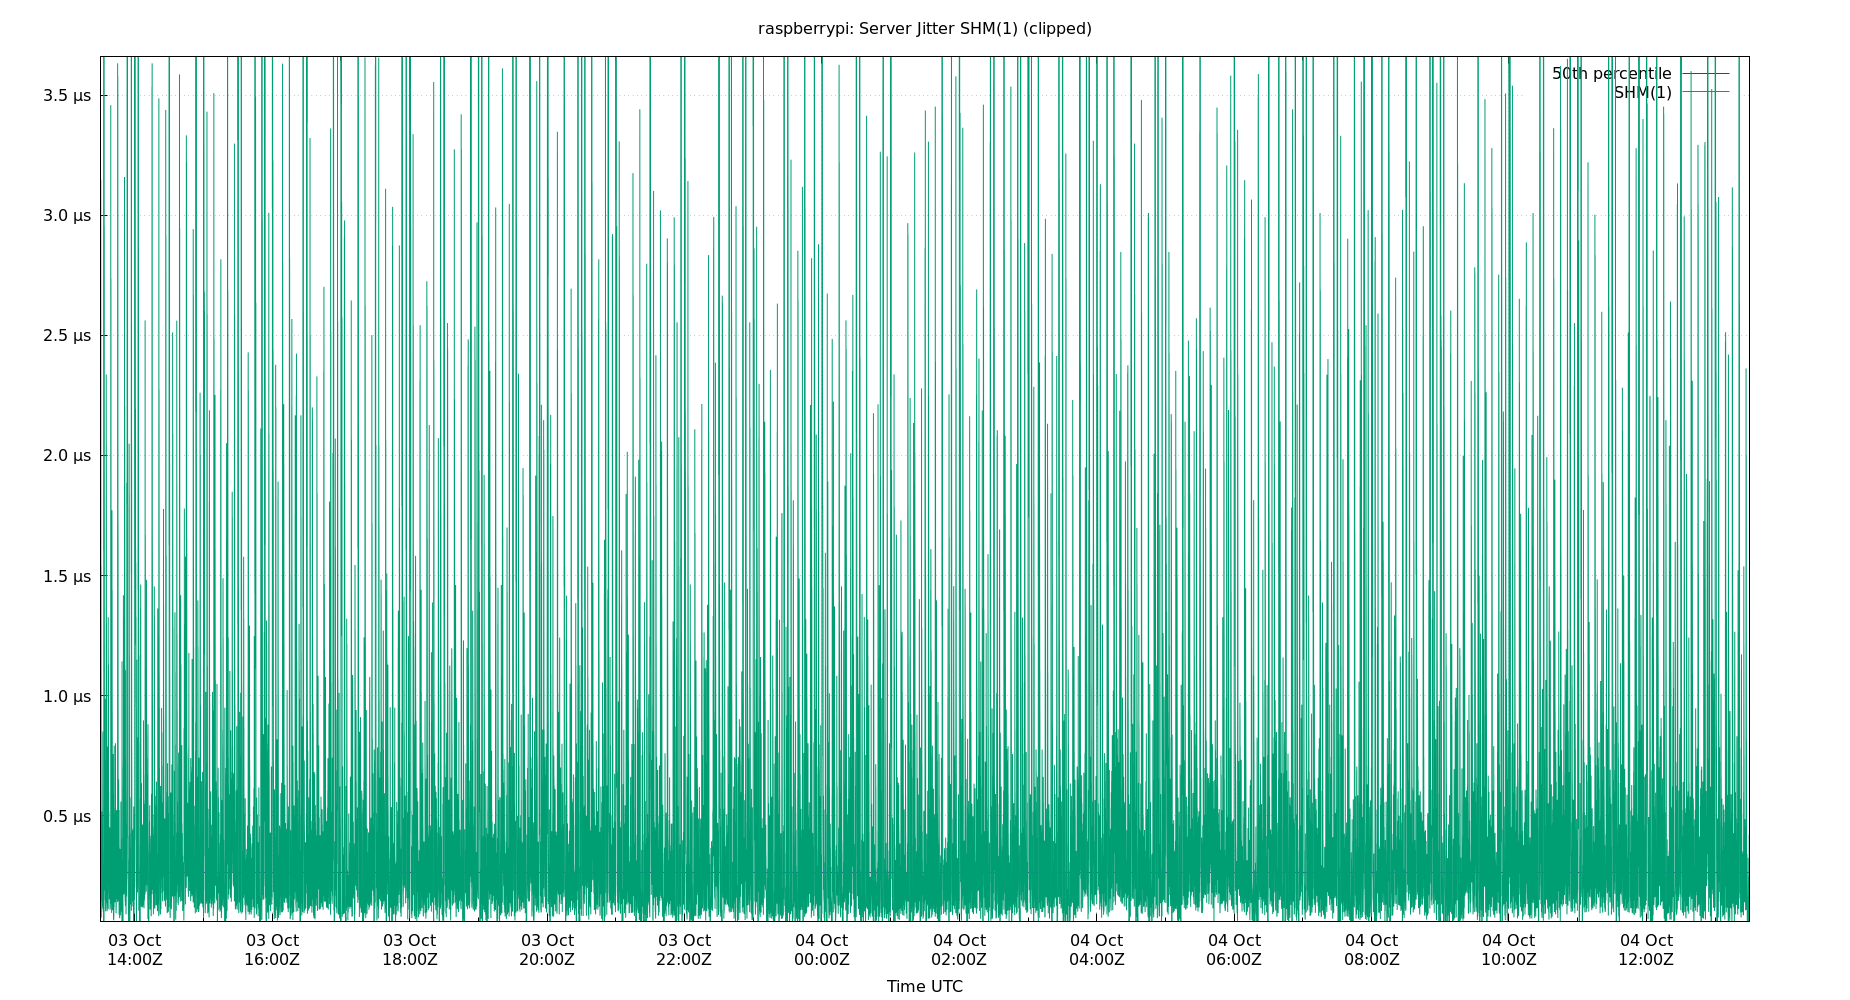 raspberrypi: Server Jitter SHM(1) (clipped)
50th percentile
SHM(1)
3.5 µs
3.0 µs
2.5 µs
2.0 µs
1.5 µs
1.0 µs
0.5 µs
03 Oct 03 Oct 03 Oct 03 Oct 03 Oct 04 Oct 04 Oct 04 Oct 04 Oct 04 Oct 04 Oct 04 Oct
14:00Z 16:00Z 18:00Z 20:00Z 22:00Z 00:00Z 02:00Z 04:00Z 06:00Z 08:00Z 10:00Z 12:00Z
Time UTC